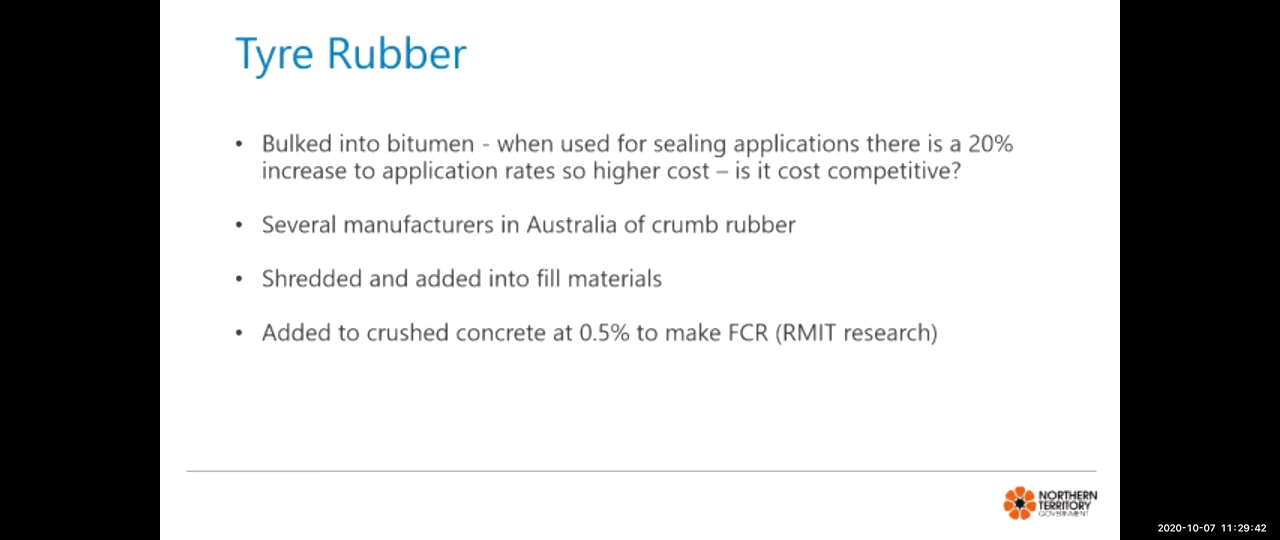 Tyre Rubber
• Bulked into bitumen - when used for sealing applications there is a 20%
increase to application rates so higher cost – is it cost competitive?
• Several manufacturers in Australia of crumb rubber
• Shredded and added into fill materials
• Added to crushed concrete at 0.5% to make FCR (RMIT research)
NORTHERN
TERRITORY
GOVERNMENT
2020-10-07 11:29:42